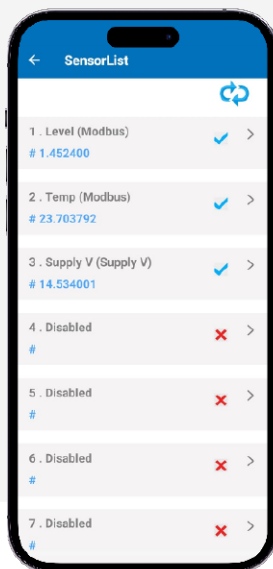 SensorList
1 . Level (Modbus)
# 1.452400
2 . Temp (Modbus)
# 23.703792
3 . Supply V (Supply V)
# 14.534001
4 . Disabled
#
5 . Disabled
#
6 . Disabled
#
7 . Disabled
#